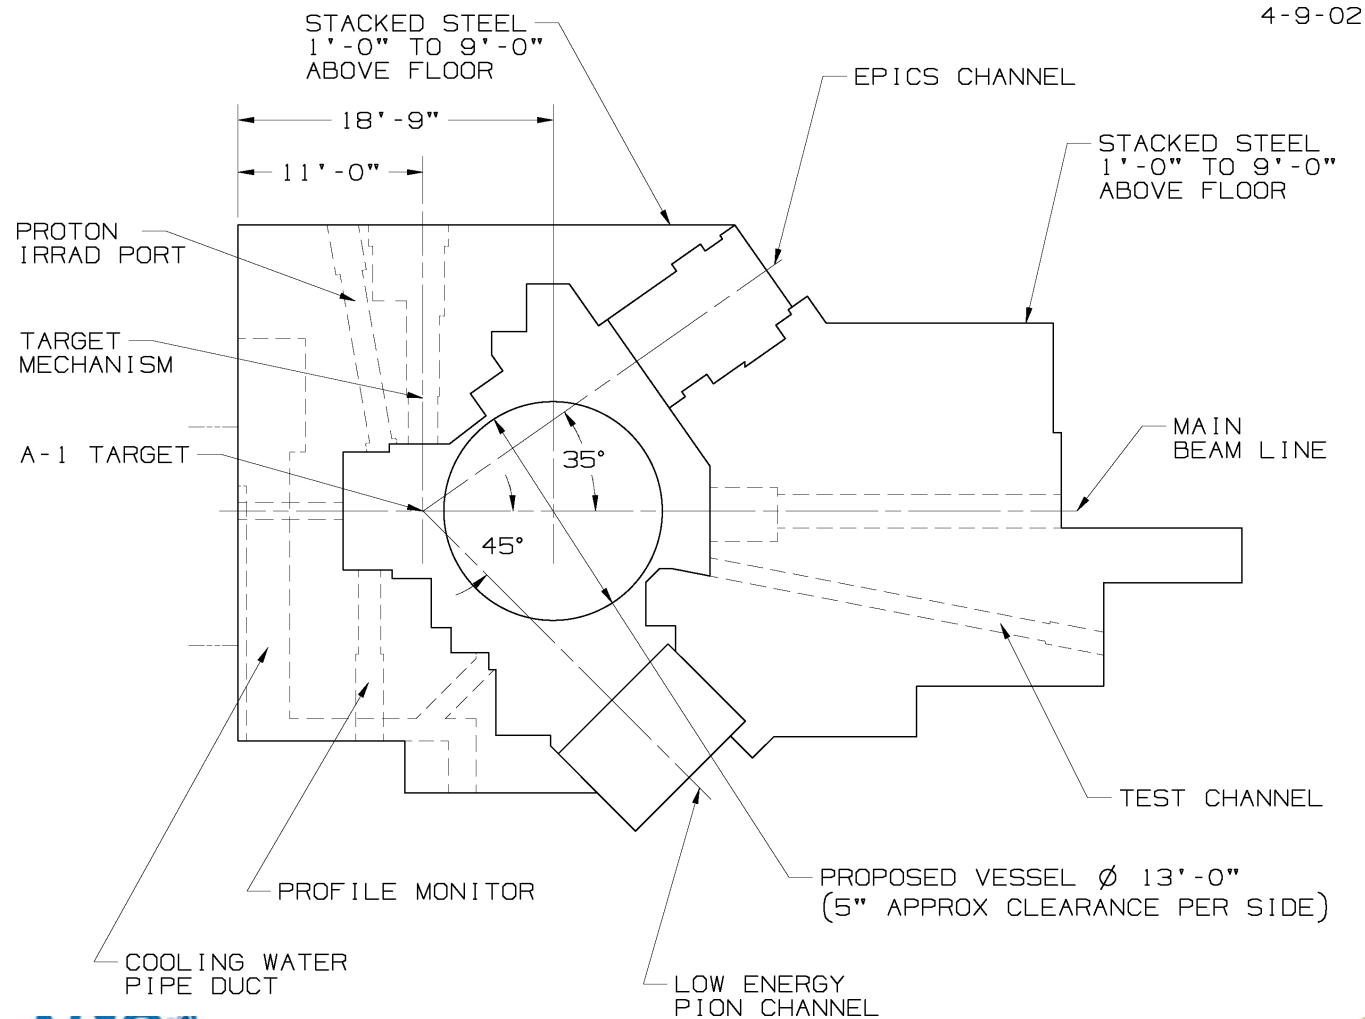 4-9-02
STACKED STEEL
1'-0" TO 9'-0"
ABOVE FLOOR
EPICS CHANNEL
18'-9"
STACKED STEEL
1'-0" TO 9'-0"
ABOVE FLOOR
11'-0"
PROTON
IRRAD PORT
TARGET
MECHANISM
A-1 TARGET
MAIN
BEAM LINE
35°
45°
TEST CHANNEL
PROPOSED VESSEL Ø 13'-0"
(5" APPROX CLEARANCE PER SIDE)
PROFILE MONITOR
COOLING WATER
PIPE DUCT
LOW ENERGY
PION CHANNEL